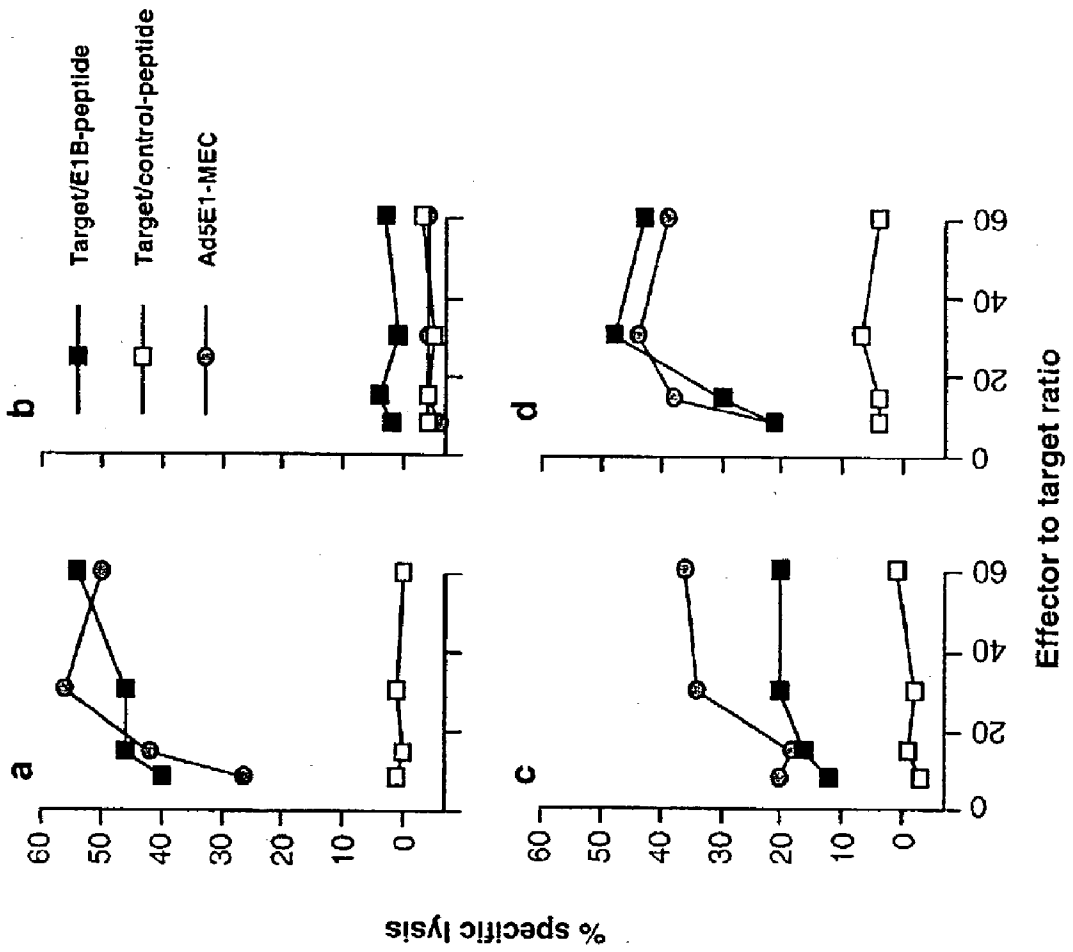 a
60
50
40
30
20
10
0
b
Target/E1B-peptide
Target/control-peptide
Ad5E1-MEC
c
60
50
40
30
20
10
0
0
20
40
60
d
0
20
40
60
% specific lysis
Effector to target ratio